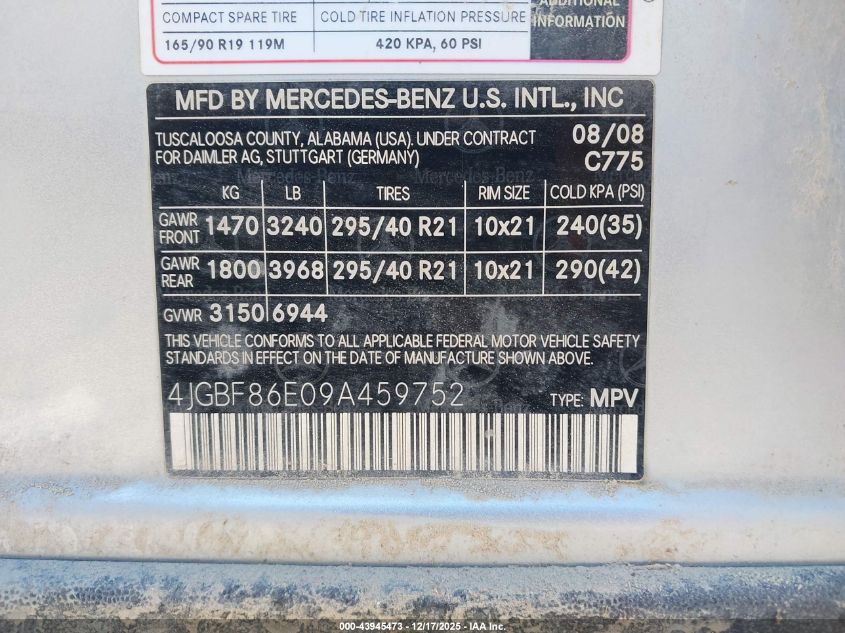 ADDITIONAL
COMPACT SPARE TIRE COLD TIRE INFLATION PRESSURE INFORMATION
165/90 R19 119M 420 KPA, 60 PSI
MFD BY MERCEDES-BENZ U.S. INTL., INC
TUSCALOOSA COUNTY, ALABAMA (USA). UNDER CONTRACT 08/08
FOR DAIMLER AG, STUTTGART (GERMANY) C775
Mercedes-Benz Mercedes-Benz
KG LB TIRES RIM SIZE COLD KPA (PSI)
GAWR FRONT 1470 3240 295/40 R21 10x21 240(35)
GAWR REAR 1800 3968 295/40 R21 10x21 290(42)
GVWR 3150 6944
THIS VEHICLE CONFORMS TO ALL APPLICABLE FEDERAL MOTOR VEHICLE SAFETY
STANDARDS IN EFFECT ON THE DATE OF MANUFACTURE SHOWN ABOVE.
4JGBF86E09A459752 TYPE: MPV
000-43945473 - 12/17/2025 - IAA Inc.